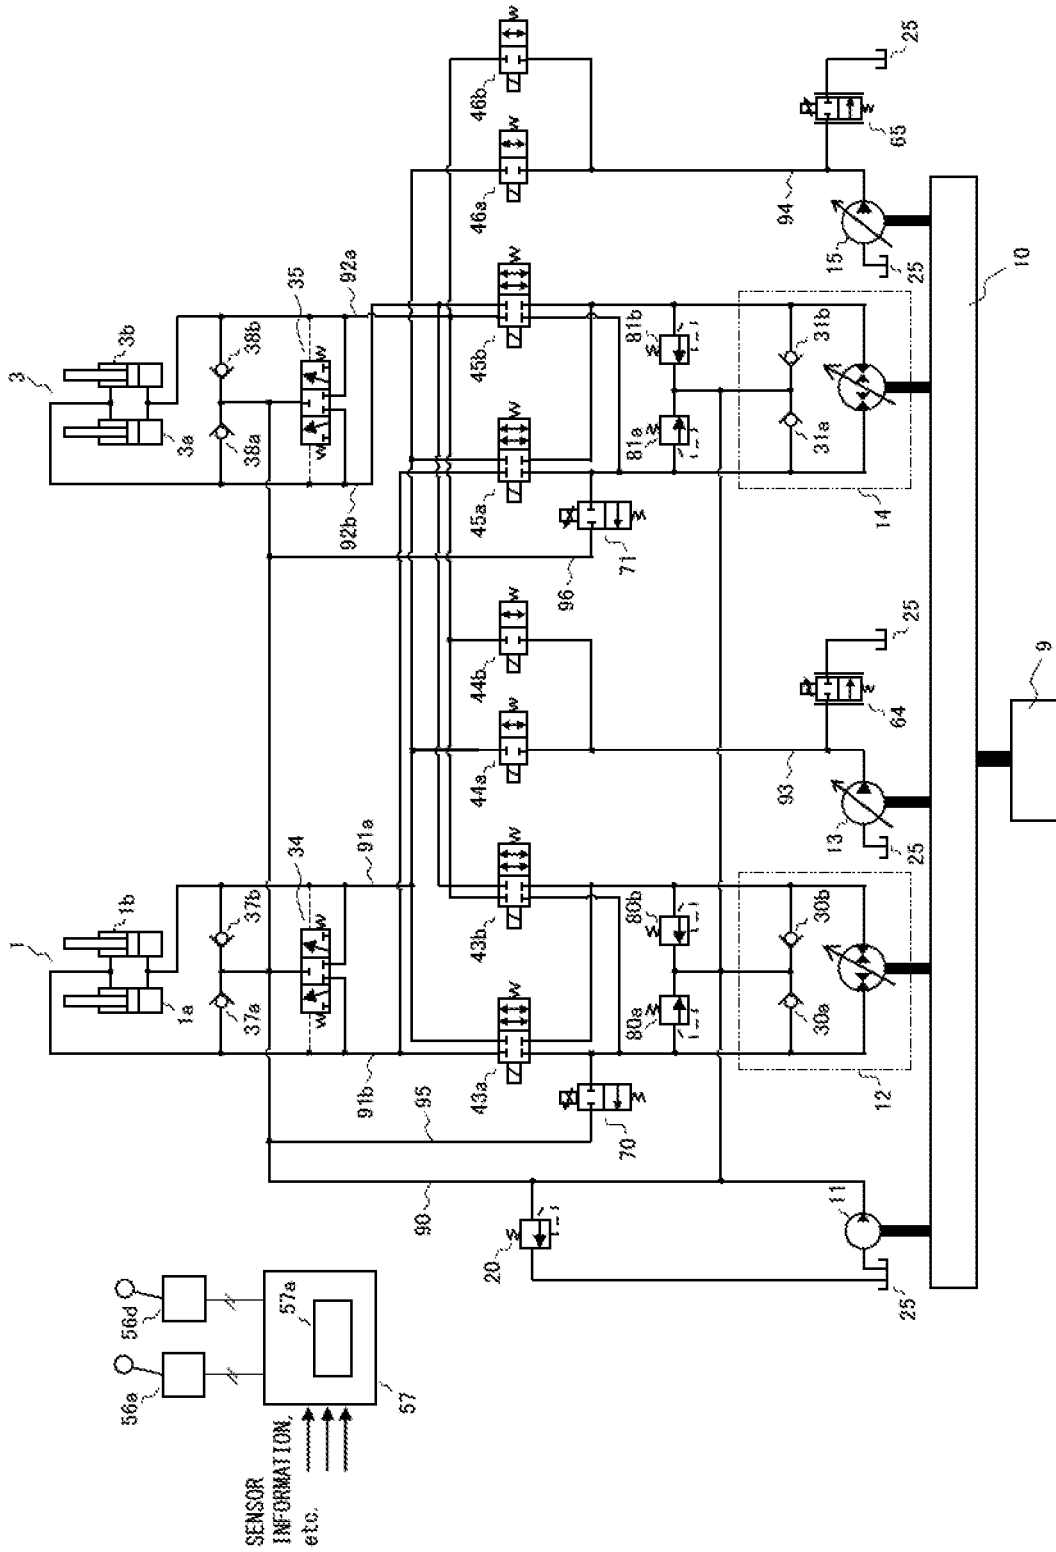 1
3
56a
56d
1b
3b
1a
3a
SENSOR
INFORMATION,
etc.
37a
37b
38a
38b
57a
34
35
91b
91a
92b
92a
57
90
95
43a
43b
44a
44b
45a
45b
46a
46b
20
96
70
71
80a
80b
81a
81b
93
94
30a
30b
31a
31b
11
13
15
12
14
64
65
25
25
25
25
25
10
9